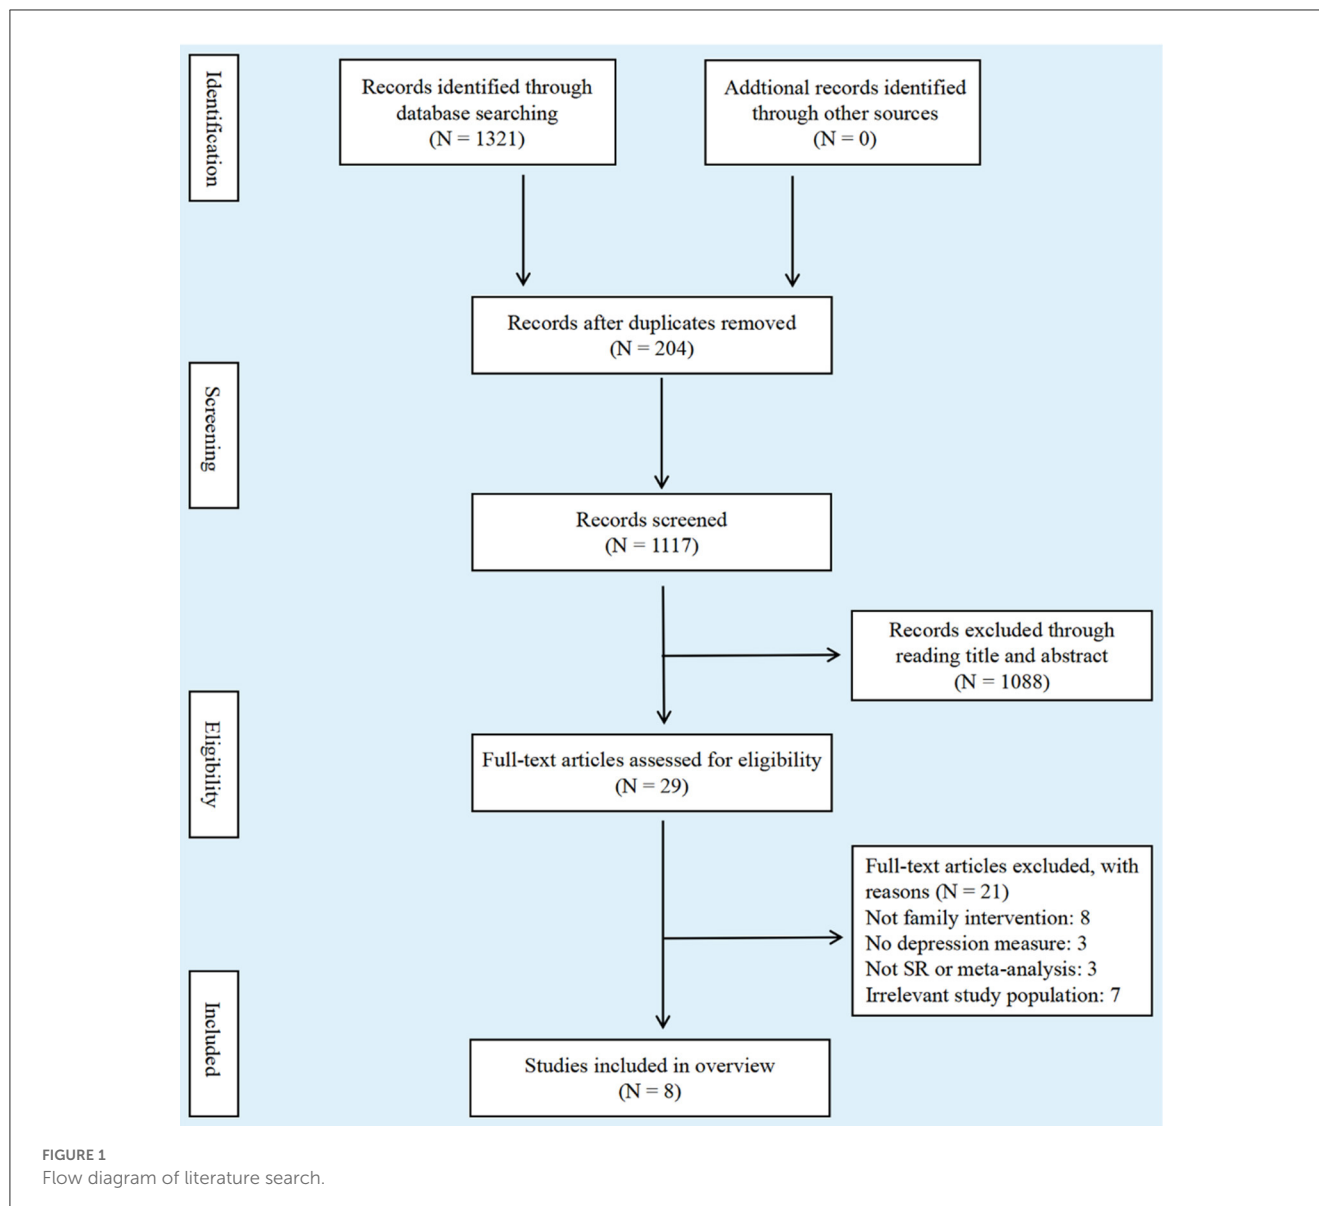 Identification
Records identified through
database searching
(N = 1321)
Addtional records identified
through other sources
(N = 0)
Records after duplicates removed
(N = 204)
Screening
Records screened
(N = 1117)
Records excluded through
reading title and abstract
(N = 1088)
Eligibility
Full-text articles assessed for eligibility
(N = 29)
Full-text articles excluded, with
reasons (N = 21)
Not family intervention: 8
No depression measure: 3
Not SR or meta-analysis: 3
Irrelevant study population: 7
Included
Studies included in overview
(N = 8)
FIGURE 1
Flow diagram of literature search.